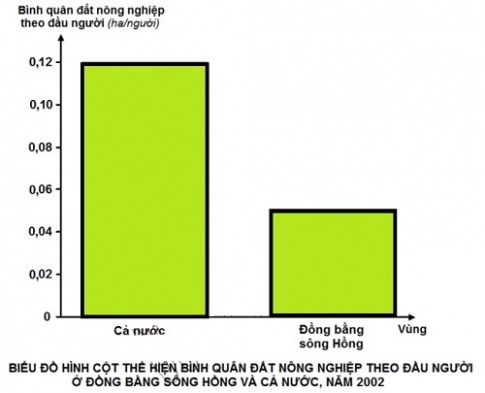 Bình quân đất nông nghiệp
theo đầu người (ha/người)
0,12
0,10
0,08
0,06
0,04
0,02
0
Cả nước
Đồng bằng
sông Hồng
Vùng
BIỂU ĐỒ HÌNH CỘT THỂ HIỆN BÌNH QUÂN ĐẤT NÔNG NGHIỆP THEO ĐẦU NGƯỜI
Ở ĐỒNG BẰNG SÔNG HỒNG VÀ CẢ NƯỚC, NĂM 2002